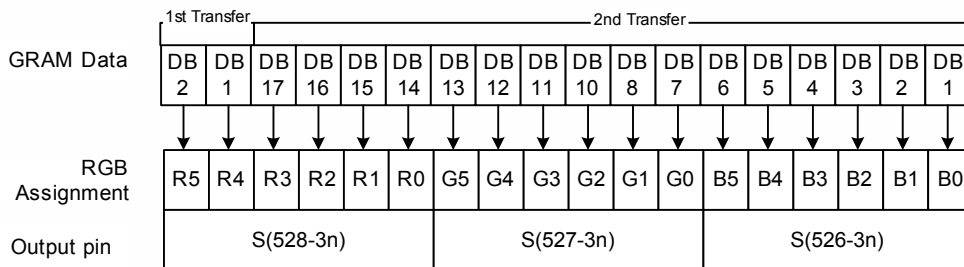 1st Transfer 2nd Transfer
GRAM Data DB 2 DB 1 DB 17 DB 16 DB 15 DB 14 DB 13 DB 12 DB 11 DB 10 DB 8 DB 7 DB 6 DB 5 DB 4 DB 3 DB 2 DB 1
RGB Assignment R5 R4 R3 R2 R1 R0 G5 G4 G3 G2 G1 G0 B5 B4 B3 B2 B1 B0
Output pin S(528-3n) S(527-3n) S(526-3n)